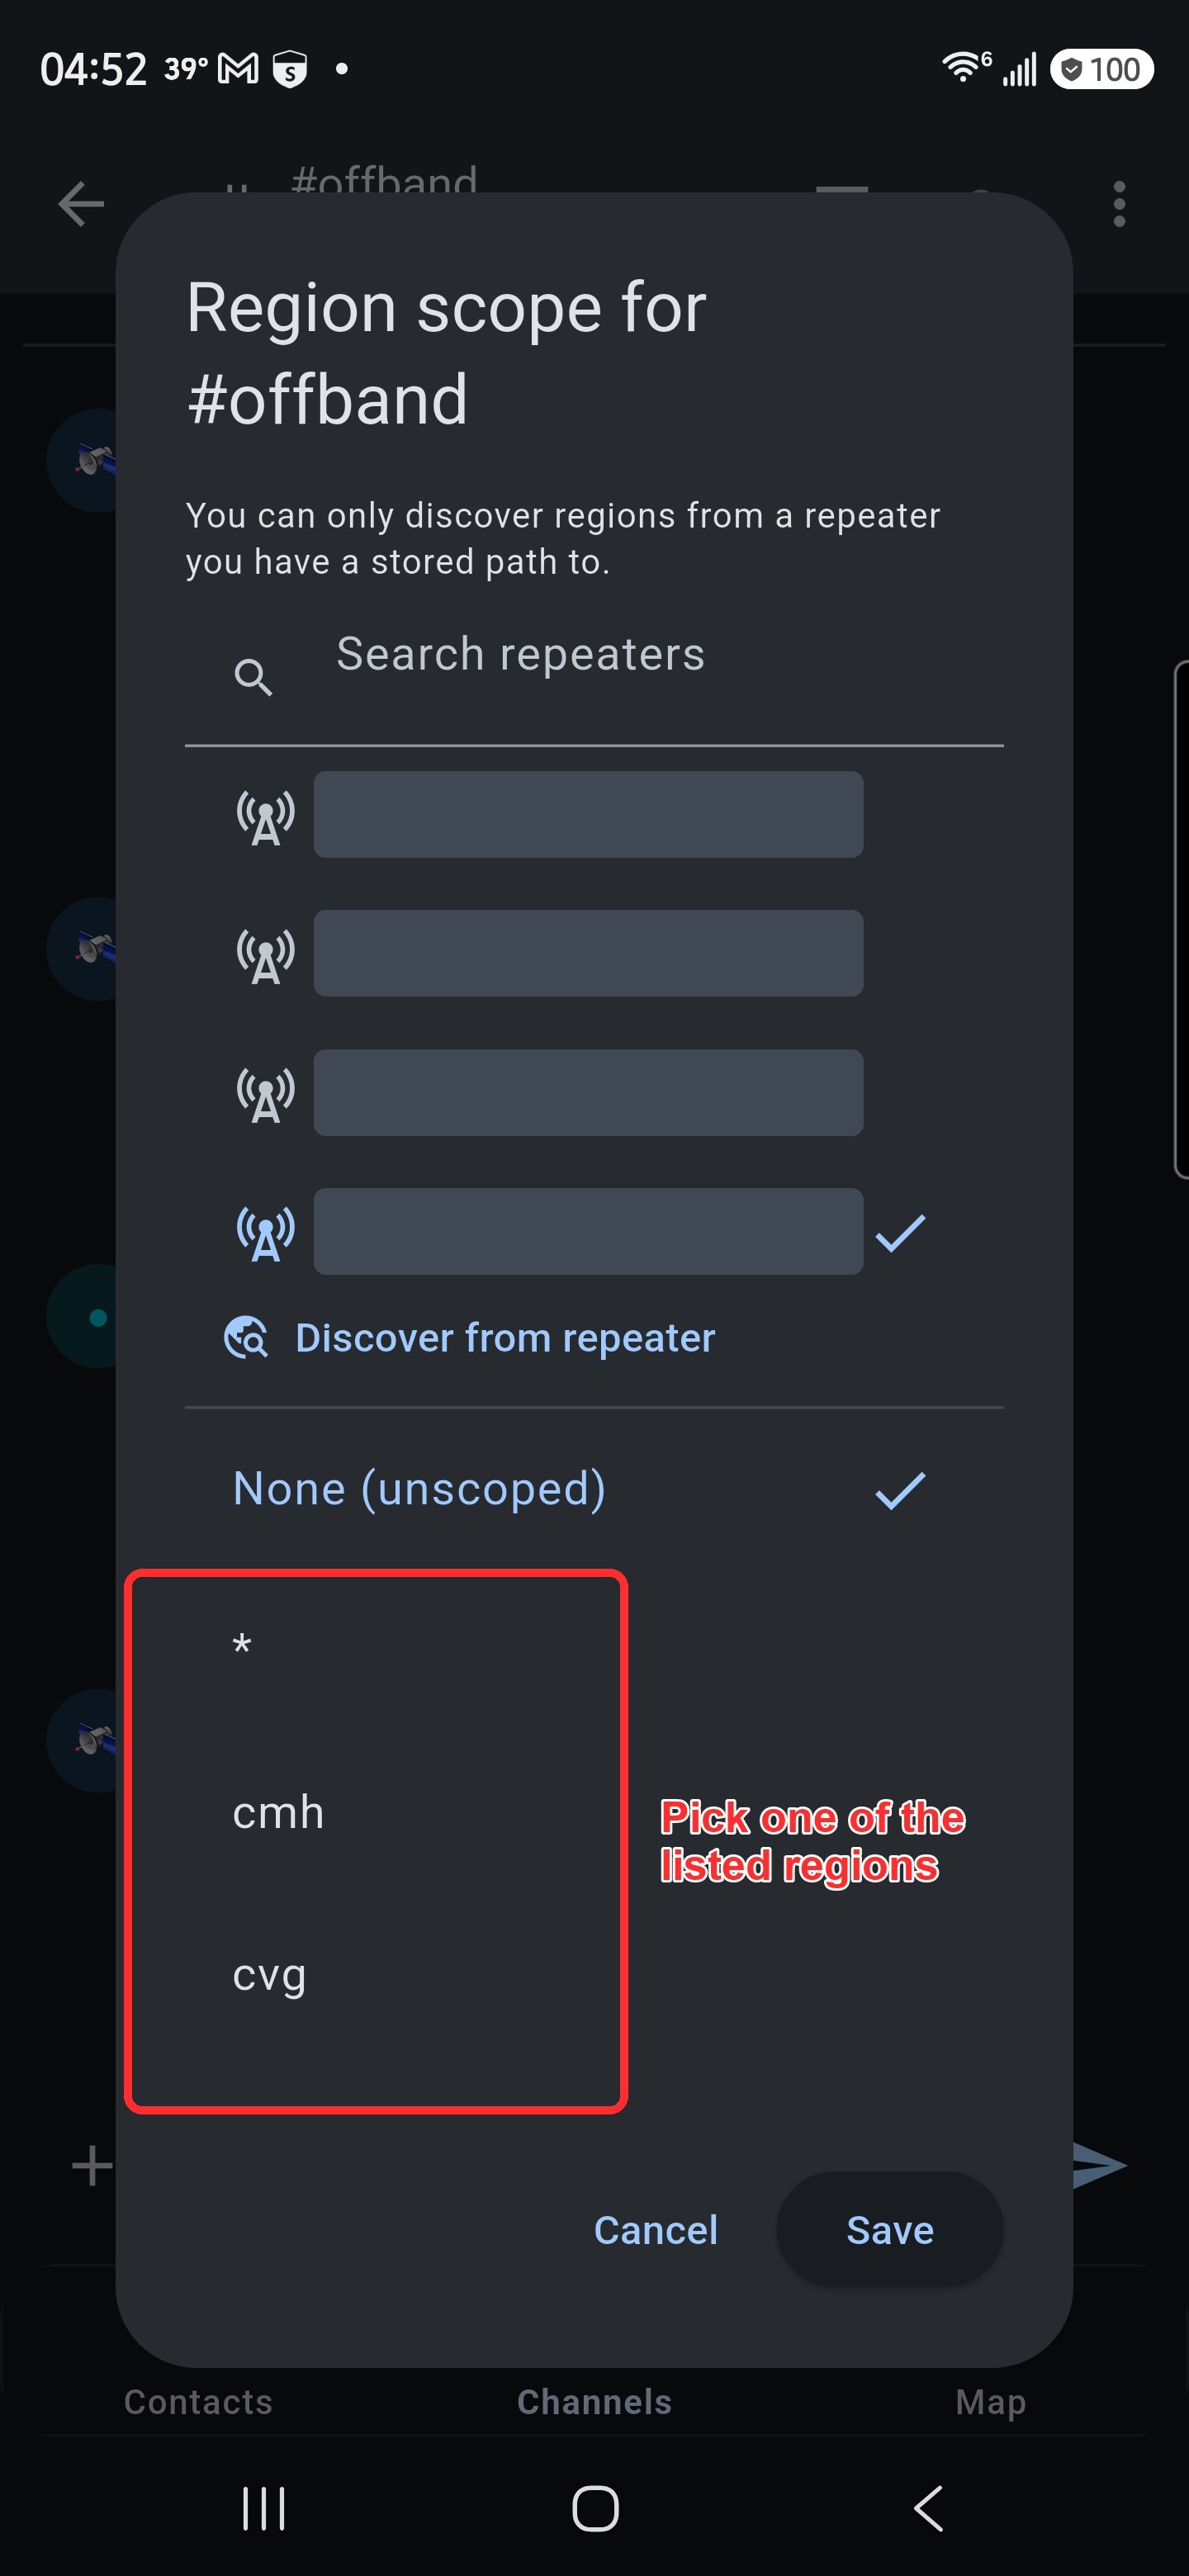 04:52 39° S 6 100
#offband
Region scope for
#offband
You can only discover regions from a repeater
you have a stored path to.
Search repeaters
Discover from repeater
None (unscoped)
*
cmh
Pick one of the
listed regions
cvg
Cancel Save
Contacts Channels Map